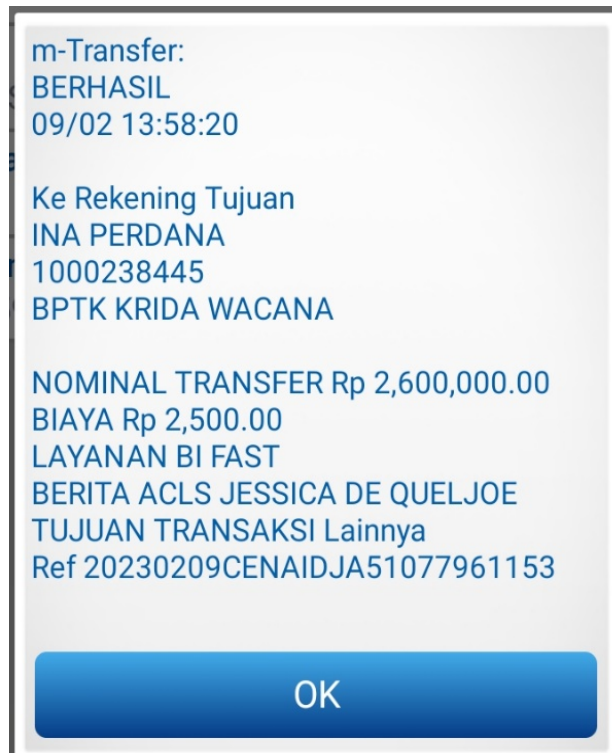 m-Transfer:
BERHASIL
09/02 13:58:20
Ke Rekening Tujuan
INA PERDANA
1000238445
BPTK KRIDA WACANA
NOMINAL TRANSFER Rp 2,600,000.00
BIAYA Rp 2,500.00
LAYANAN BI FAST
BERITA ACLS JESSICA DE QUELJOE
TUJUAN TRANSAKSI Lainnya
Ref 20230209CENAIDJA51077961153
OK